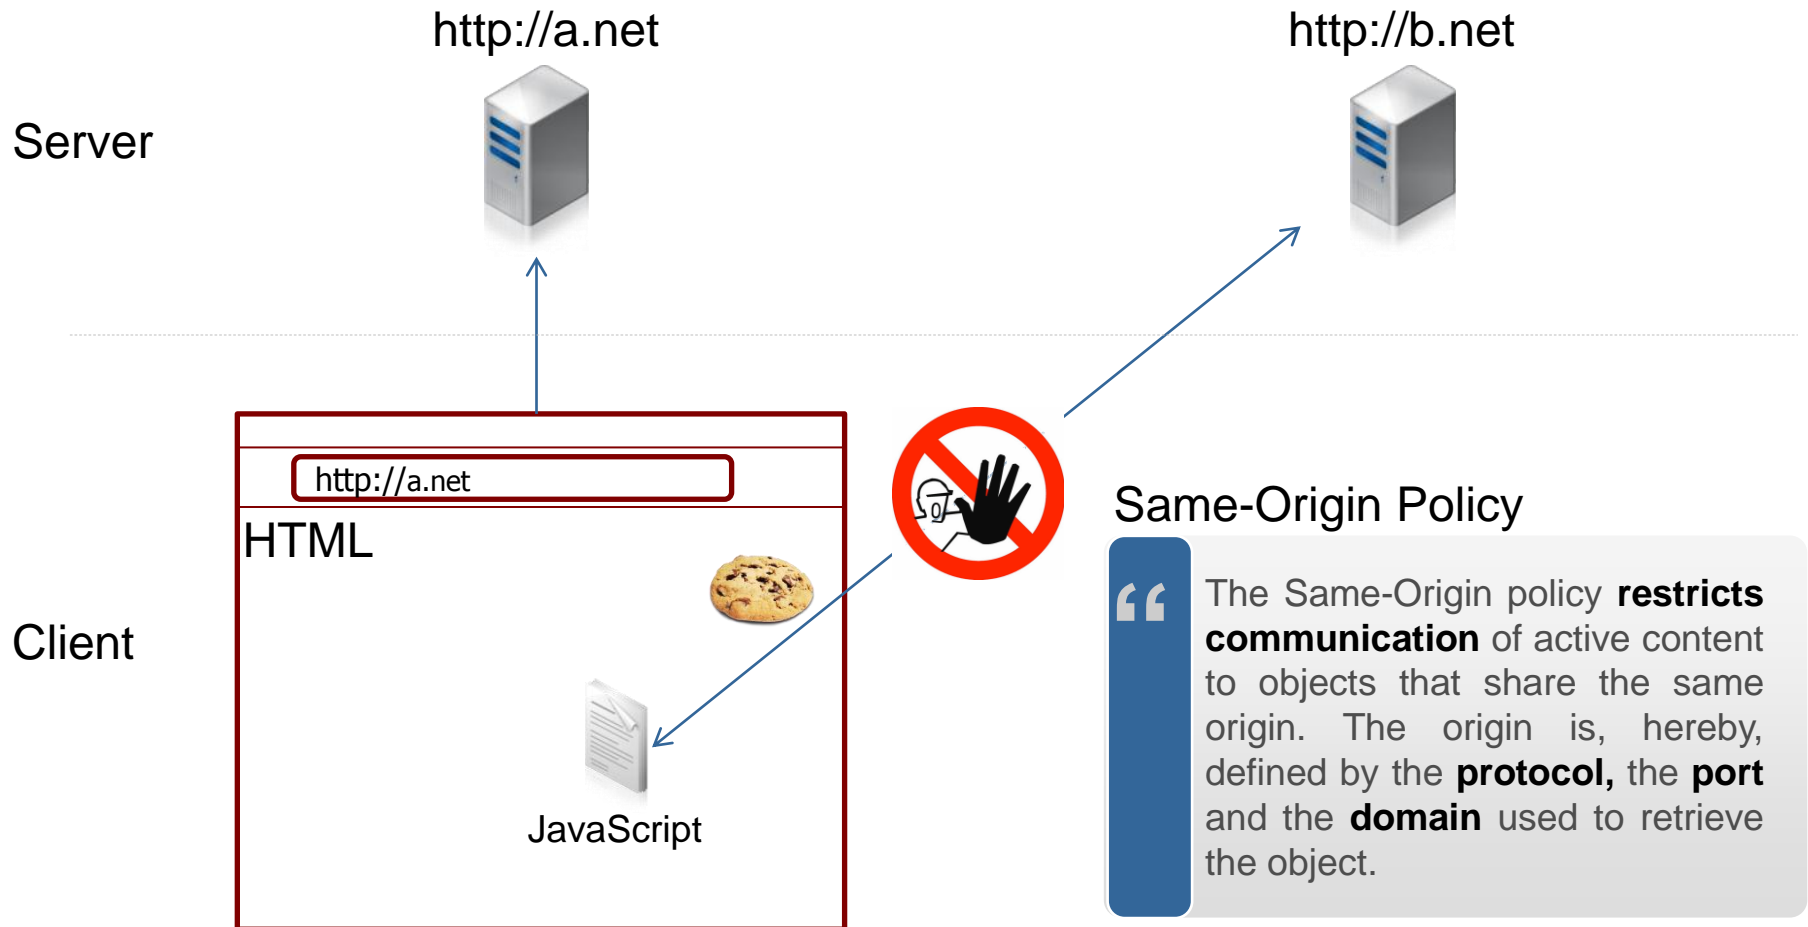 http://a.net
http://b.net
Server
http://a.net
HTML
Client
JavaScript
Same-Origin Policy
“
The Same-Origin policy restricts
communication of active content
to objects that share the same
origin. The origin is, hereby,
defined by the protocol, the port
and the domain used to retrieve
the object.